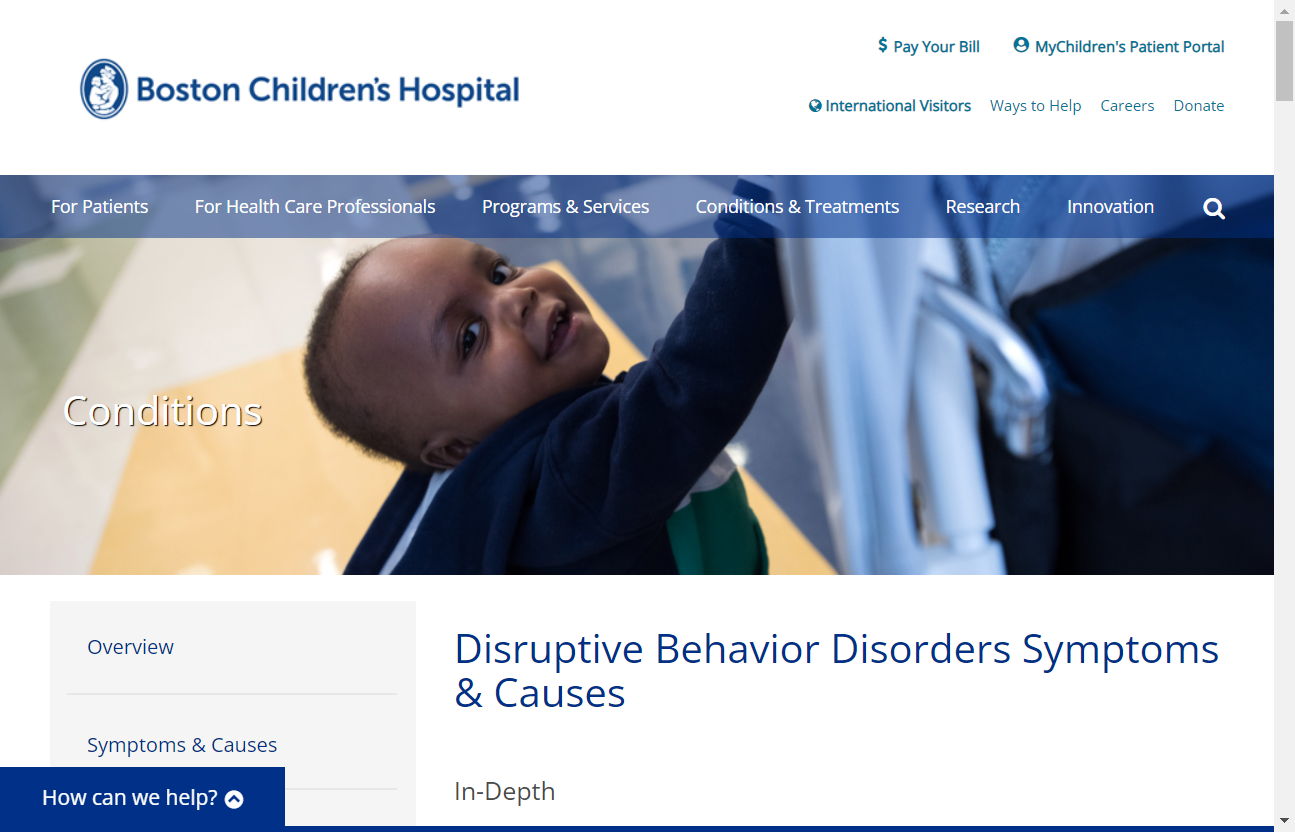 $ Pay Your Bill
MyChildren's Patient Portal
Boston Children's Hospital
International Visitors
Ways to Help
Careers
Donate
For Patients
For Health Care Professionals
Programs & Services
Conditions & Treatments
Research
Innovation
Conditions
Overview
Symptoms & Causes
Disruptive Behavior Disorders Symptoms
& Causes
In-Depth
How can we help?